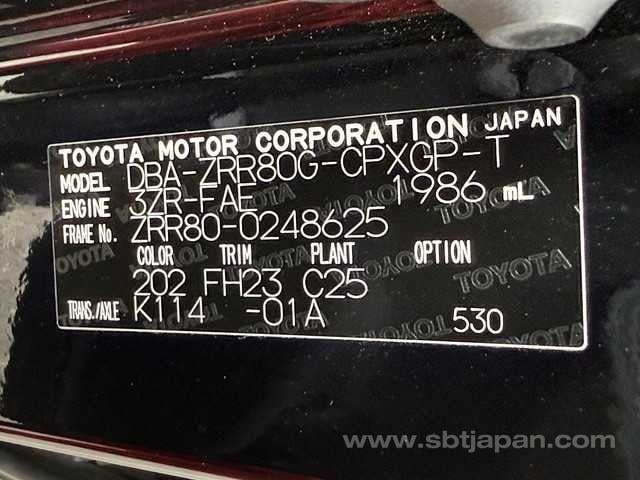 TOYOTA MOTOR CORPORATION JAPAN
MODEL DBA-ZRR80G-CPXGP-T
ENGINE 3ZR-FAE 1986 mL
FRAME No. ZRR80-0248625
COLOR TRIM PLANT OPTION
202 FH23 C25
TRANS./AXLE K114 -01A
530
www.sbtjapan.com